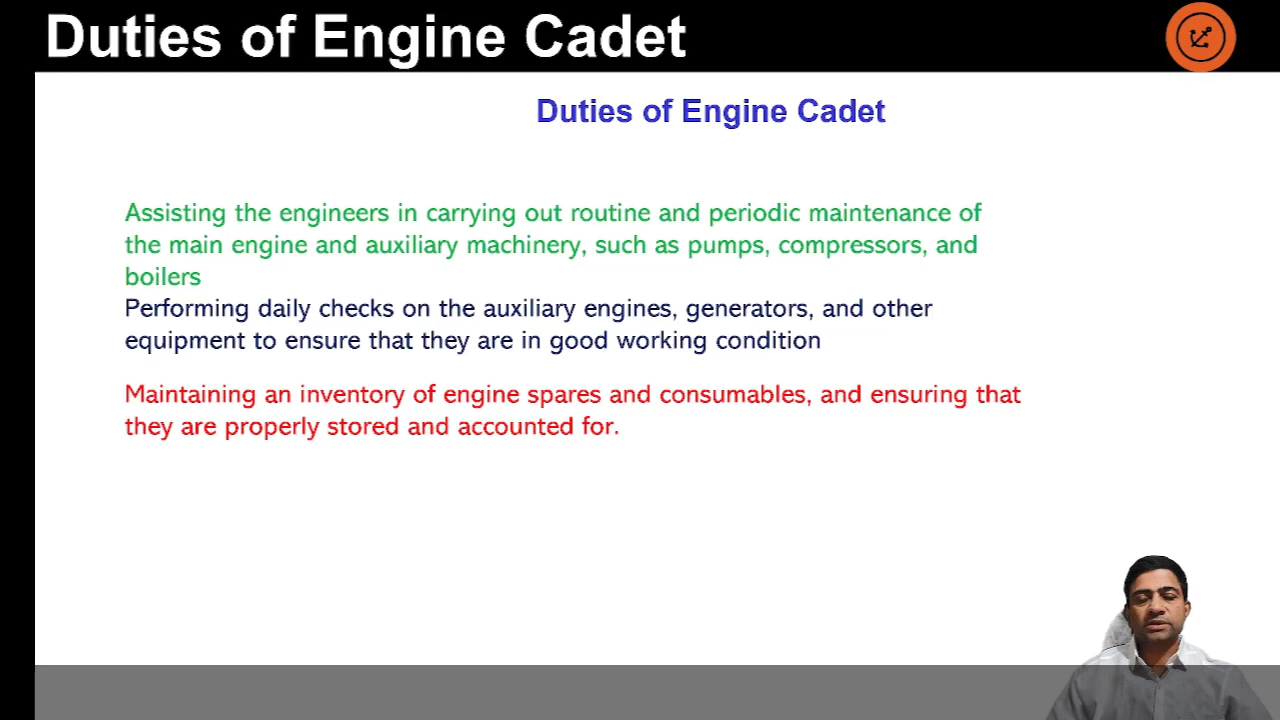 Duties of Engine Cadet
Duties of Engine Cadet
Assisting the engineers in carrying out routine and periodic maintenance of
the main engine and auxiliary machinery, such as pumps, compressors, and
boilers
Performing daily checks on the auxiliary engines, generators, and other
equipment to ensure that they are in good working condition
Maintaining an inventory of engine spares and consumables, and ensuring that
they are properly stored and accounted for.